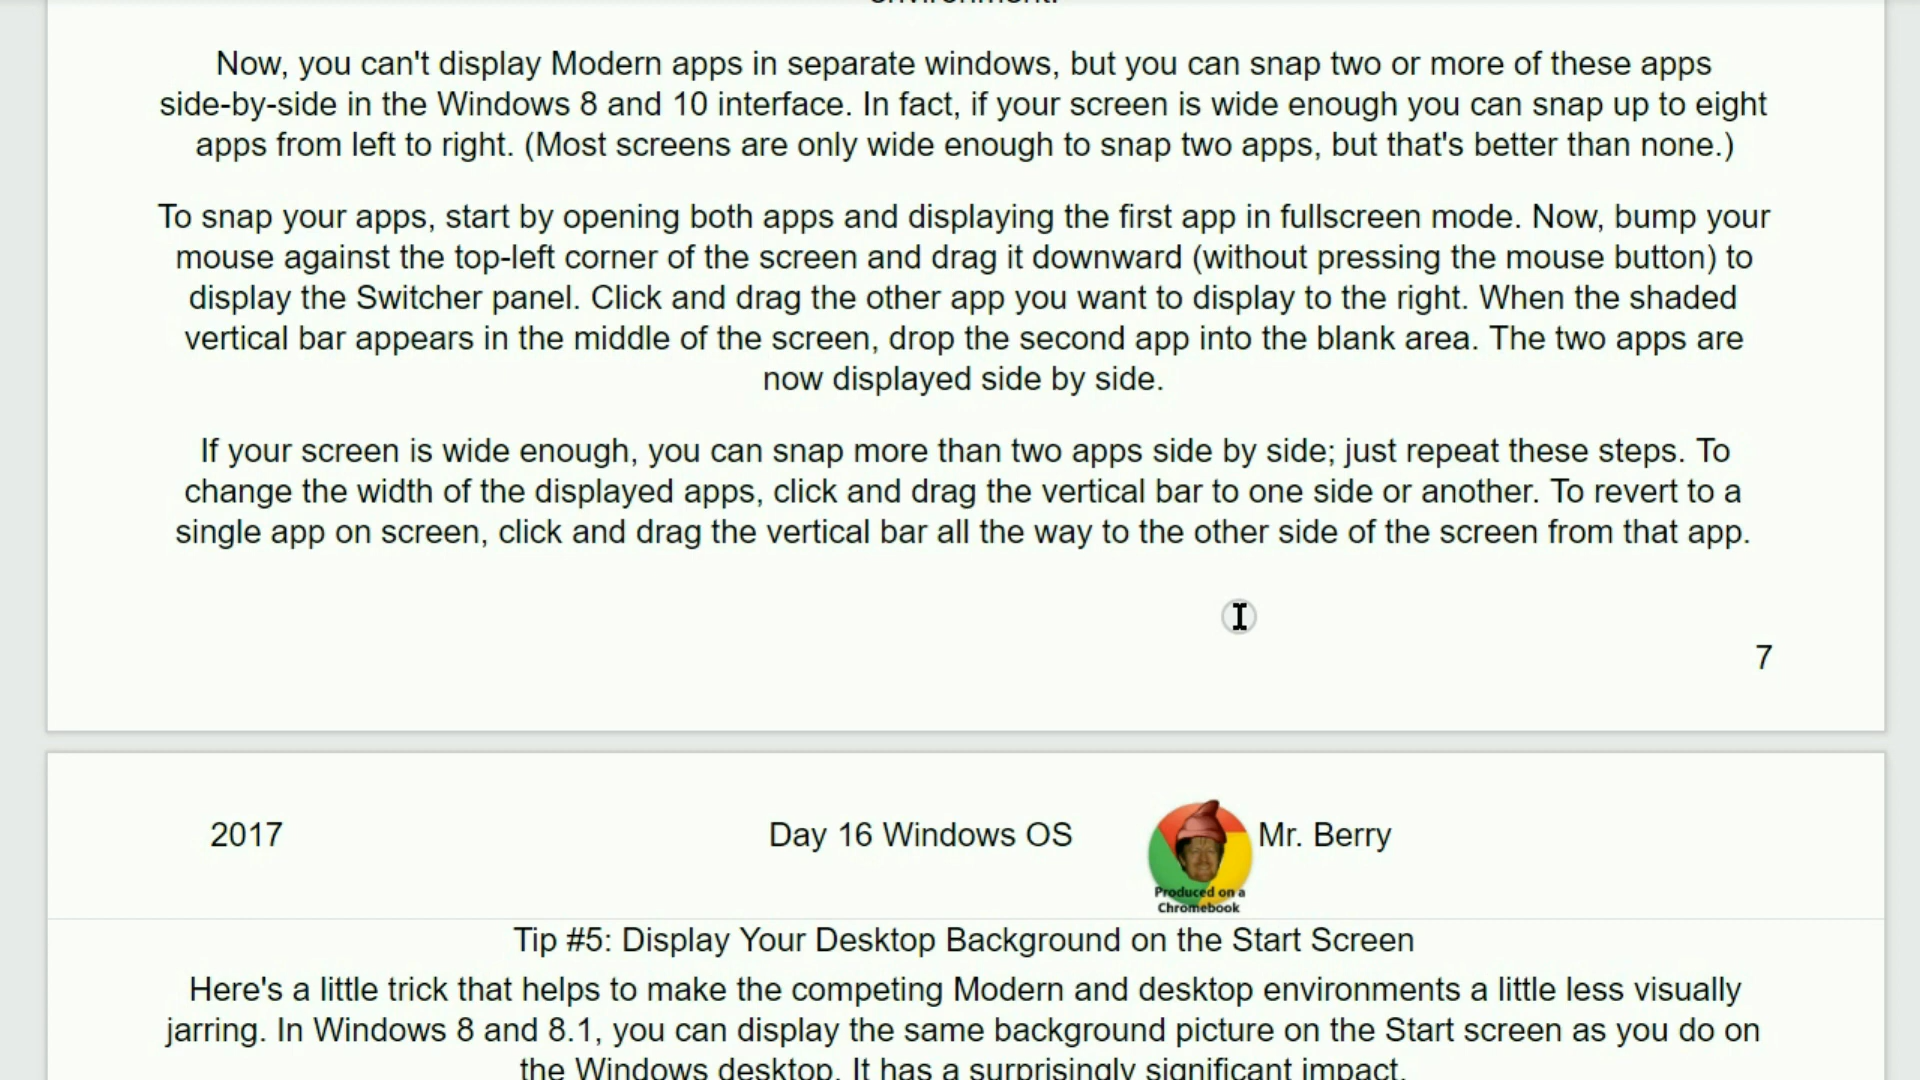 environment.
Now, you can't display Modern apps in separate windows, but you can snap two or more of these apps
side-by-side in the Windows 8 and 10 interface. In fact, if your screen is wide enough you can snap up to eight
apps from left to right. (Most screens are only wide enough to snap two apps, but that's better than none.)
To snap your apps, start by opening both apps and displaying the first app in fullscreen mode. Now, bump your
mouse against the top-left corner of the screen and drag it downward (without pressing the mouse button) to
display the Switcher panel. Click and drag the other app you want to display to the right. When the shaded
vertical bar appears in the middle of the screen, drop the second app into the blank area. The two apps are
now displayed side by side.
If your screen is wide enough, you can snap more than two apps side by side; just repeat these steps. To
change the width of the displayed apps, click and drag the vertical bar to one side or another. To revert to a
single app on screen, click and drag the vertical bar all the way to the other side of the screen from that app.
7
2017 Day 16 Windows OS Mr. Berry
Produced on a
Chromebook
Tip #5: Display Your Desktop Background on the Start Screen
Here's a little trick that helps to make the competing Modern and desktop environments a little less visually
jarring. In Windows 8 and 8.1, you can display the same background picture on the Start screen as you do on
the Windows desktop. It has a surprisingly significant impact.